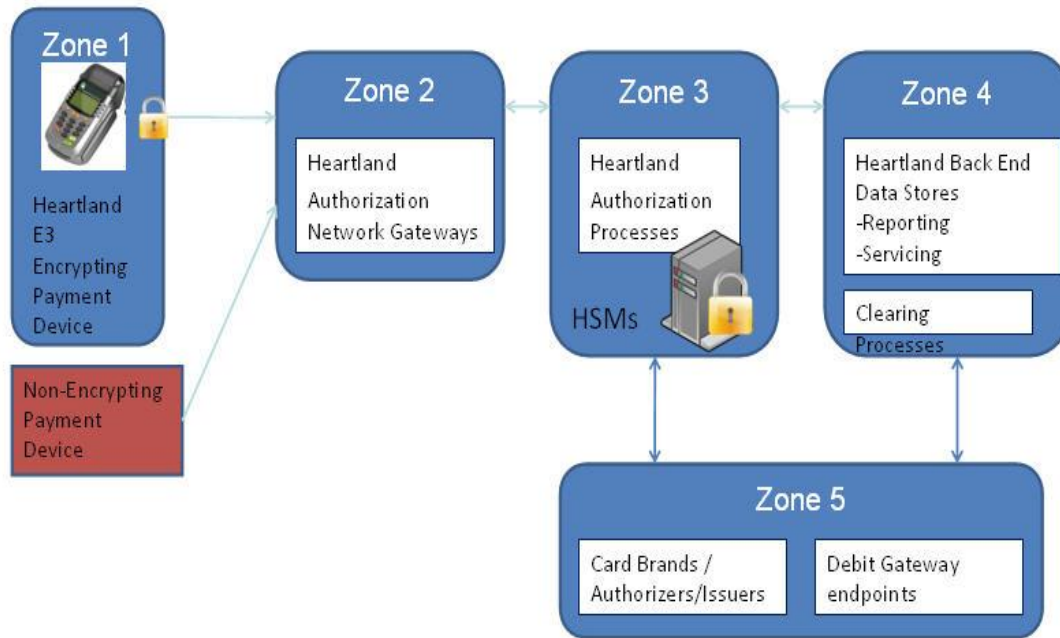 Zone 1
Heartland
E3
Encrypting
Payment
Device
Non-Encrypting
Payment
Device
Zone 2
Heartland
Authorization
Network Gateways
Zone 3
Heartland
Authorization
Processes
HSMs
Zone 4
Heartland Back End
Data Stores
-Reporting
-Servicing
Clearing
Processes
Zone 5
Card Brands /
Authorizers/Issuers
Debit Gateway
endpoints